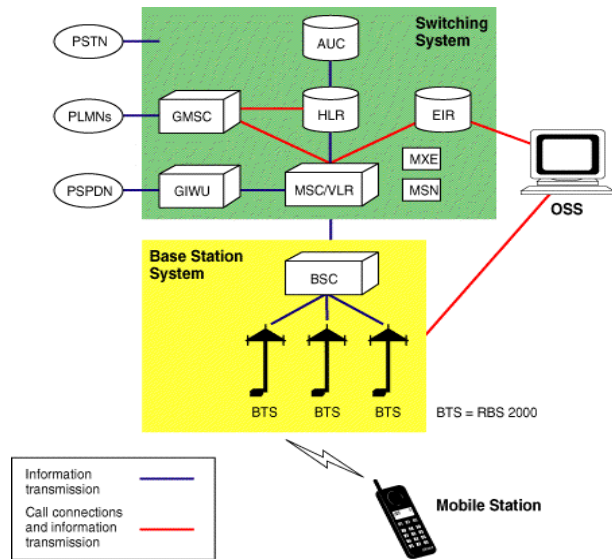 Switching
System
PSTN
AUC
PLMNs
GMSC
HLR
EIR
MXE
PSPDN
GIWU
MSC/VLR
MSN
OSS
Base Station
System
BSC
BTS
BTS
BTS
BTS = RBS 2000
Information
transmission
Call connections
and information
transmission
Mobile Station